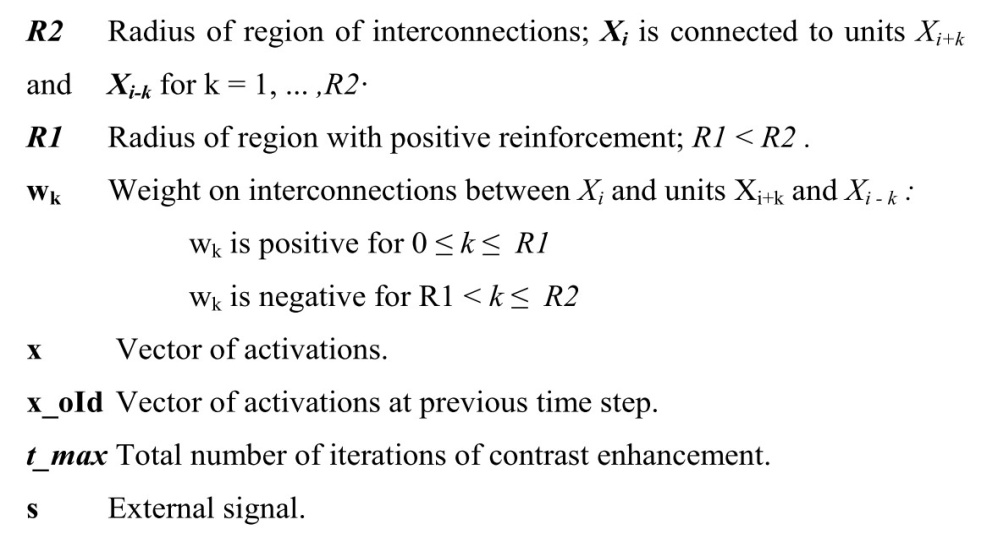 R2 Radius of region of interconnections; Xi is connected to units Xi+k
and Xi-k for k = 1, ... ,R2·
R1 Radius of region with positive reinforcement; R1 < R2 .
wk Weight on interconnections between Xi and units Xi+k and Xi - k :
wk is positive for 0 ≤ k ≤ R1
wk is negative for R1 < k ≤ R2
x Vector of activations.
x_oId Vector of activations at previous time step.
t_max Total number of iterations of contrast enhancement.
s External signal.